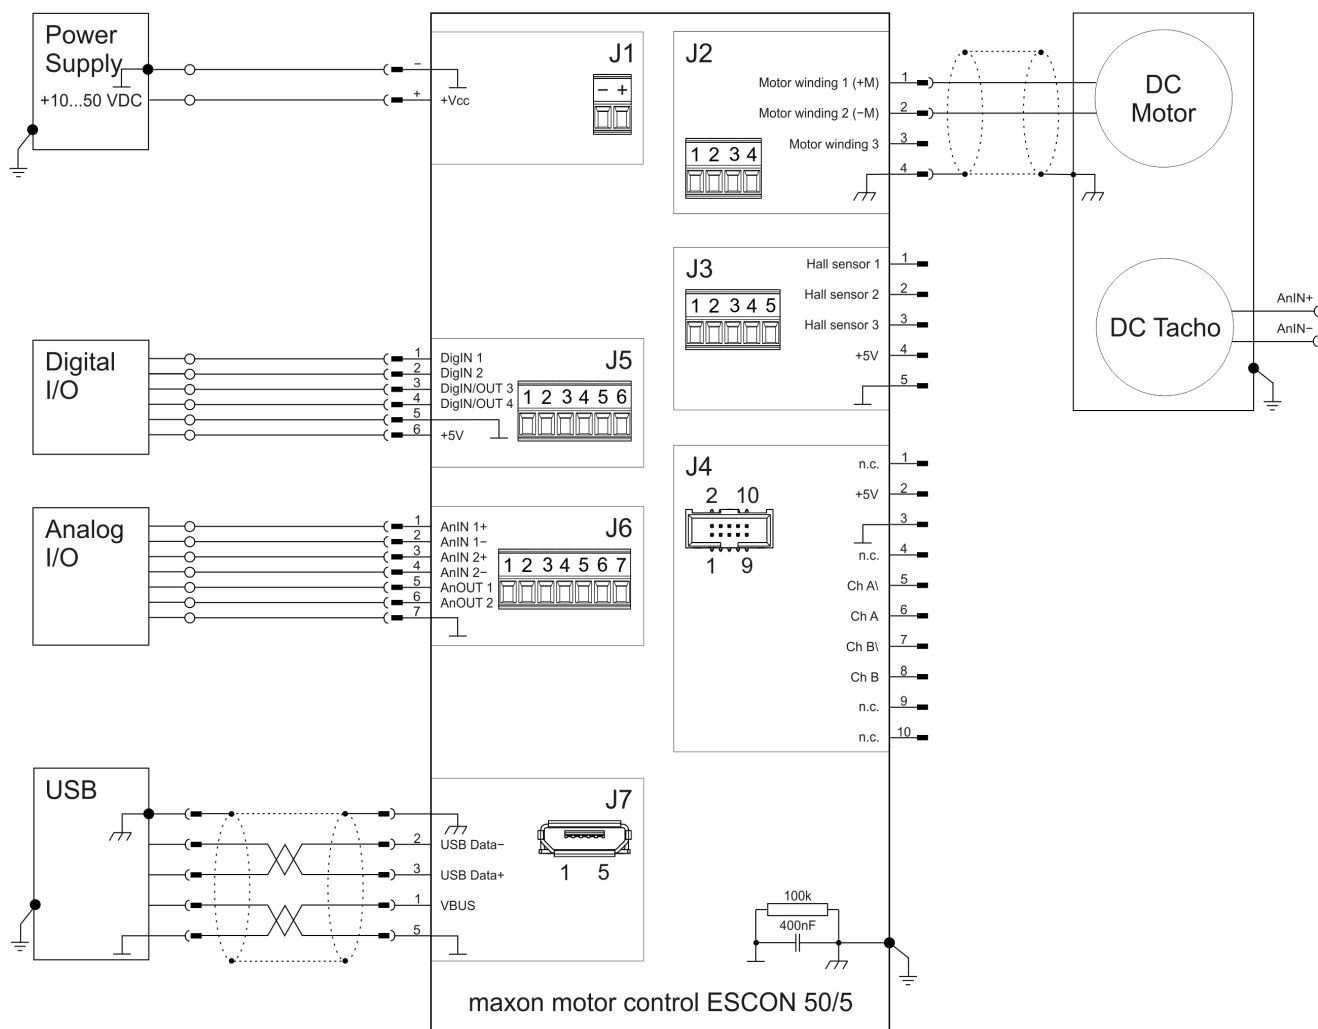 Power
Supply
+10...50 VDC
−
+
+Vcc
J1
− +
J2
Motor winding 1 (+M)
1
Motor winding 2 (−M)
2
Motor winding 3
3
4
1 2 3 4
DC
Motor
J3
1 2 3 4 5
Hall sensor 1
1
Hall sensor 2
2
Hall sensor 3
3
+5V
4
5
DC Tacho
AnIN+
AnIN−
Digital
I/O
1
DigIN 1
2
DigIN 2
3
DigIN/OUT 3
4
DigIN/OUT 4
5
6
+5V
J5
1 2 3 4 5 6
J4
2 10
1 9
n.c.
1
+5V
2
3
n.c.
4
Ch A\
5
Ch A
6
Ch B\
7
Ch B
8
n.c.
9
n.c.
10
Analog
I/O
1
AnIN 1+
2
AnIN 1−
3
AnIN 2+
4
AnIN 2−
5
AnOUT 1
6
AnOUT 2
7
J6
1 2 3 4 5 6 7
USB
2
USB Data−
3
USB Data+
1
VBUS
5
J7
1 5
100k
400nF
maxon motor control ESCON 50/5